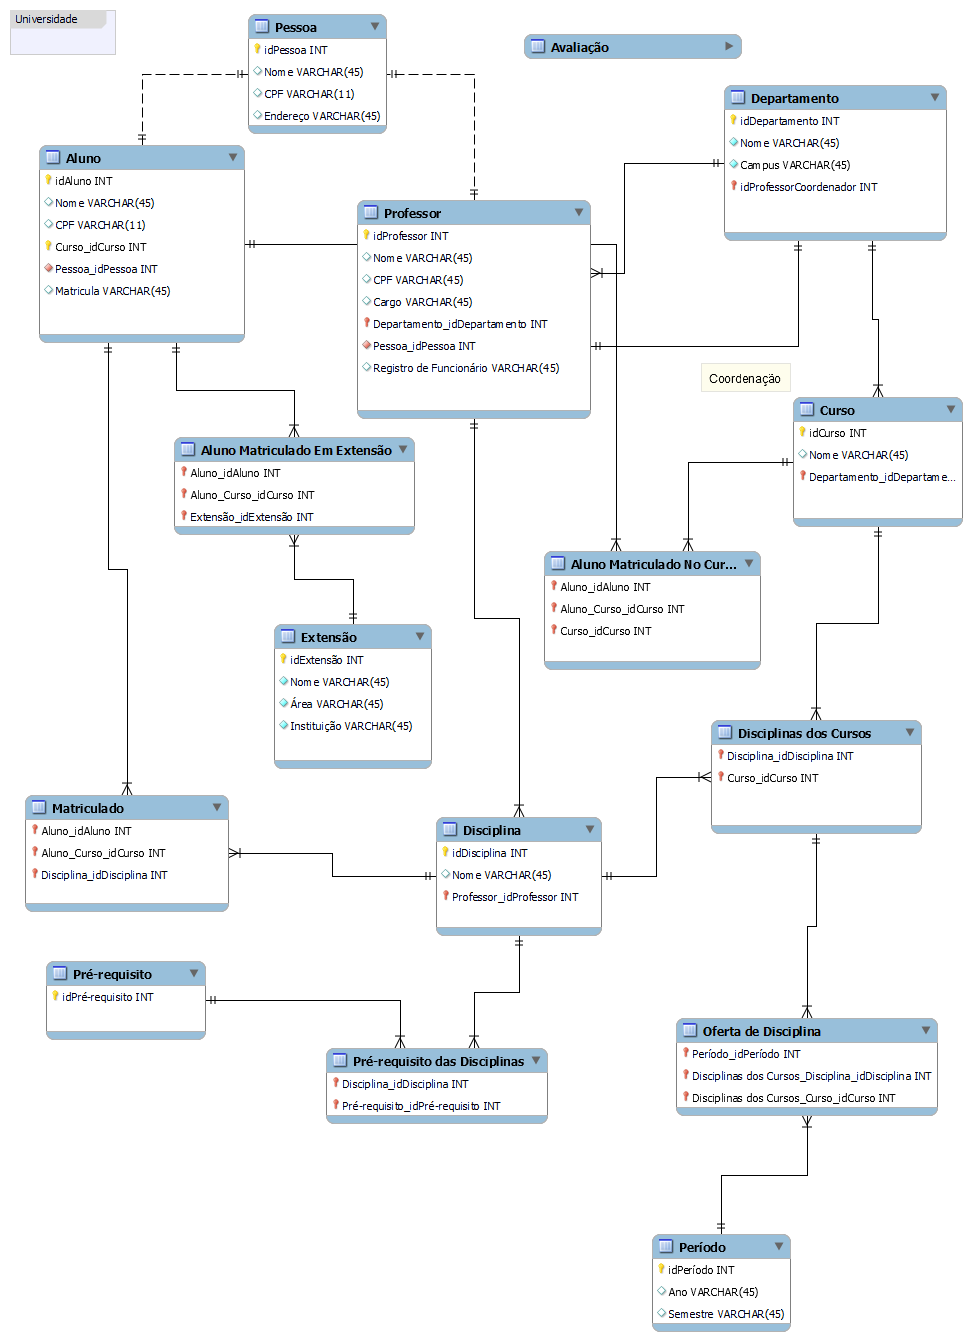 Universidade
Pessoa
idPessoa INT
Nome VARCHAR(45)
CPF VARCHAR(11)
Endereço VARCHAR(45)
Avaliação
Departamento
idDepartamento INT
Nome VARCHAR(45)
Campus VARCHAR(45)
idProfessorCoordenador INT
Aluno
idAluno INT
Nome VARCHAR(45)
CPF VARCHAR(11)
Curso_idCurso INT
Pessoa_idPessoa INT
Matricula VARCHAR(45)
Professor
idProfessor INT
Nome VARCHAR(45)
CPF VARCHAR(45)
Cargo VARCHAR(45)
Departamento_idDepartamento INT
Pessoa_idPessoa INT
Registro de Funcionário VARCHAR(45)
Coordenação
Curso
idCurso INT
Nome VARCHAR(45)
Departamento_idDepartame...
Aluno Matriculado Em Extensão
Aluno_idAluno INT
Aluno_Curso_idCurso INT
Extensão_idExtensão INT
Aluno Matriculado No Cur...
Aluno_idAluno INT
Aluno_Curso_idCurso INT
Curso_idCurso INT
Extensão
idExtensão INT
Nome VARCHAR(45)
Área VARCHAR(45)
Instituição VARCHAR(45)
Disciplinas dos Cursos
Disciplina_idDisciplina INT
Curso_idCurso INT
Matriculado
Aluno_idAluno INT
Aluno_Curso_idCurso INT
Disciplina_idDisciplina INT
Disciplina
idDisciplina INT
Nome VARCHAR(45)
Professor_idProfessor INT
Pré-requisito
idPré-requisito INT
Pré-requisito das Disciplinas
Disciplina_idDisciplina INT
Pré-requisito_idPré-requisito INT
Oferta de Disciplina
Período_idPeríodo INT
Disciplinas dos Cursos_Disciplina_idDisciplina INT
Disciplinas dos Cursos_Curso_idCurso INT
Período
idPeríodo INT
Ano VARCHAR(45)
Semestre VARCHAR(45)